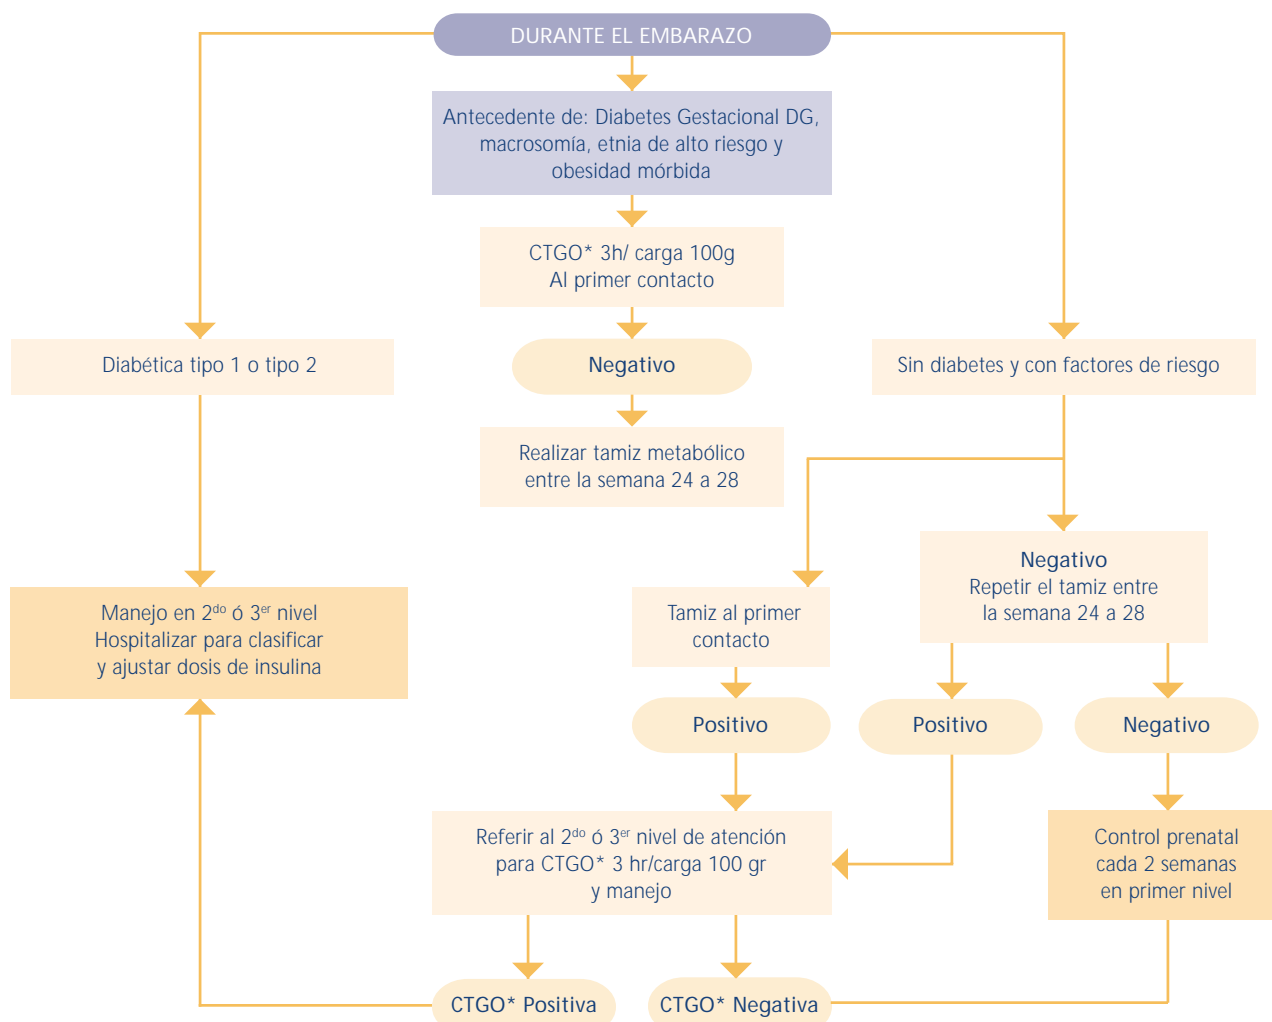 DURANTE EL EMBARAZO
Antecedente de: Diabetes Gestacional DG,
macrosomía, etnia de alto riesgo y
obesidad mórbida
CTGO* 3h/ carga 100g
Al primer contacto
Diabética tipo 1 o tipo 2
Negativo
Sin diabetes y con factores de riesgo
Realizar tamiz metabólico
entre la semana 24 a 28
Negativo
Repetir el tamiz entre
la semana 24 a 28
Manejo en 2do ó 3er nivel
Hospitalizar para clasificar
y ajustar dosis de insulina
Tamiz al primer
contacto
Positivo
Positivo
Negativo
Referir al 2do ó 3er nivel de atención
para CTGO* 3 hr/carga 100 gr
y manejo
Control prenatal
cada 2 semanas
en primer nivel
CTGO* Positiva
CTGO* Negativa